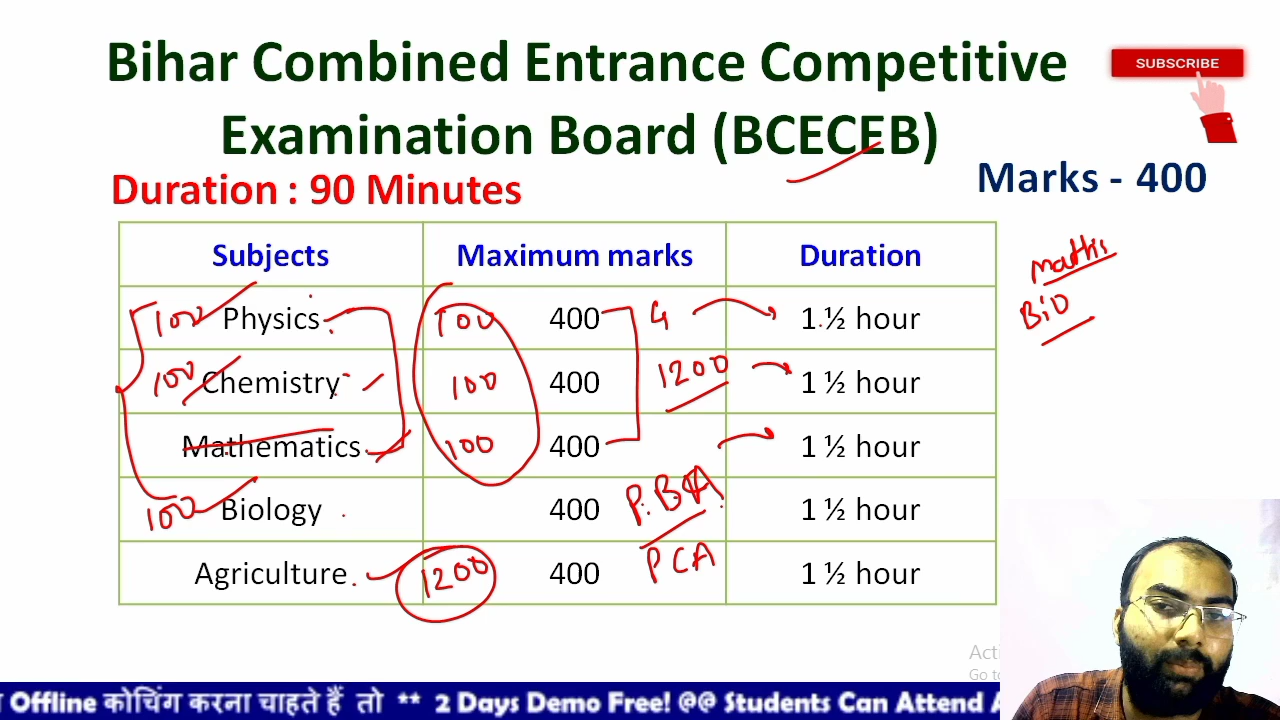 Bihar Combined Entrance Competitive
SUBSCRIBE
Examination Board (BCECEB)
Duration : 90 Minutes
Marks - 400
Subjects Maximum marks Duration
maths
100 Physics 100 400 4 1 ½ hour
Bio
100 Chemistry 100 400 1200 1 ½ hour
Mathematics 100 400 1 ½ hour
100 Biology 400 P.B.A 1 ½ hour
Agriculture 1200 400 PCA 1 ½ hour
Acti
Go to
Offline कोचिंग करना चाहते हैं तो ** 2 Days Demo Free! @@ Students Can Attend A